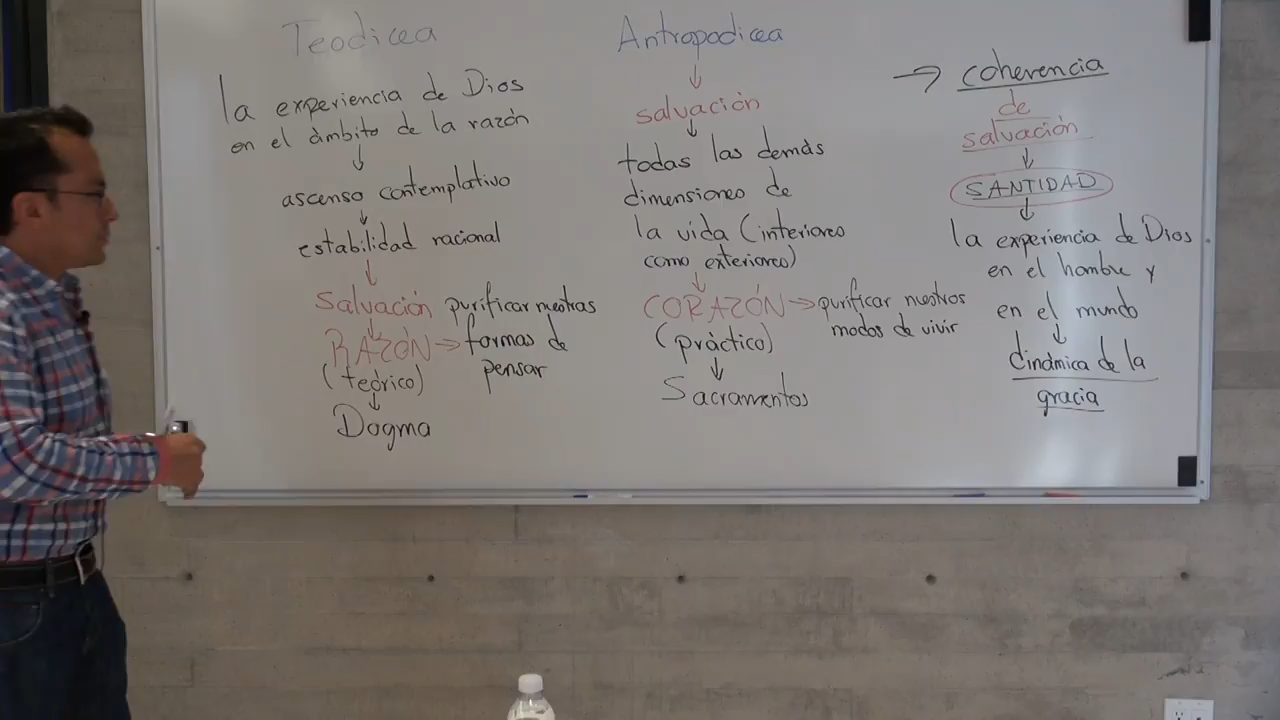 Teodicea
la experiencia de Dios
en el ámbito de la razón
ascenso contemplativo
estabilidad racional
Salvación purificar nuestras
RAZÓN → formas de
(teórico) pensar
Dogma
Antropodicea
salvación
todas las demás
dimensiones de
la vida (interiores
como exteriores)
CORAZÓN → purificar nuestros
(práctico) modos de vivir
Sacramentos
→ coherencia
de
salvación
SANTIDAD
la experiencia de Dios
en el hombre y
en el mundo
dinámica de la
gracia